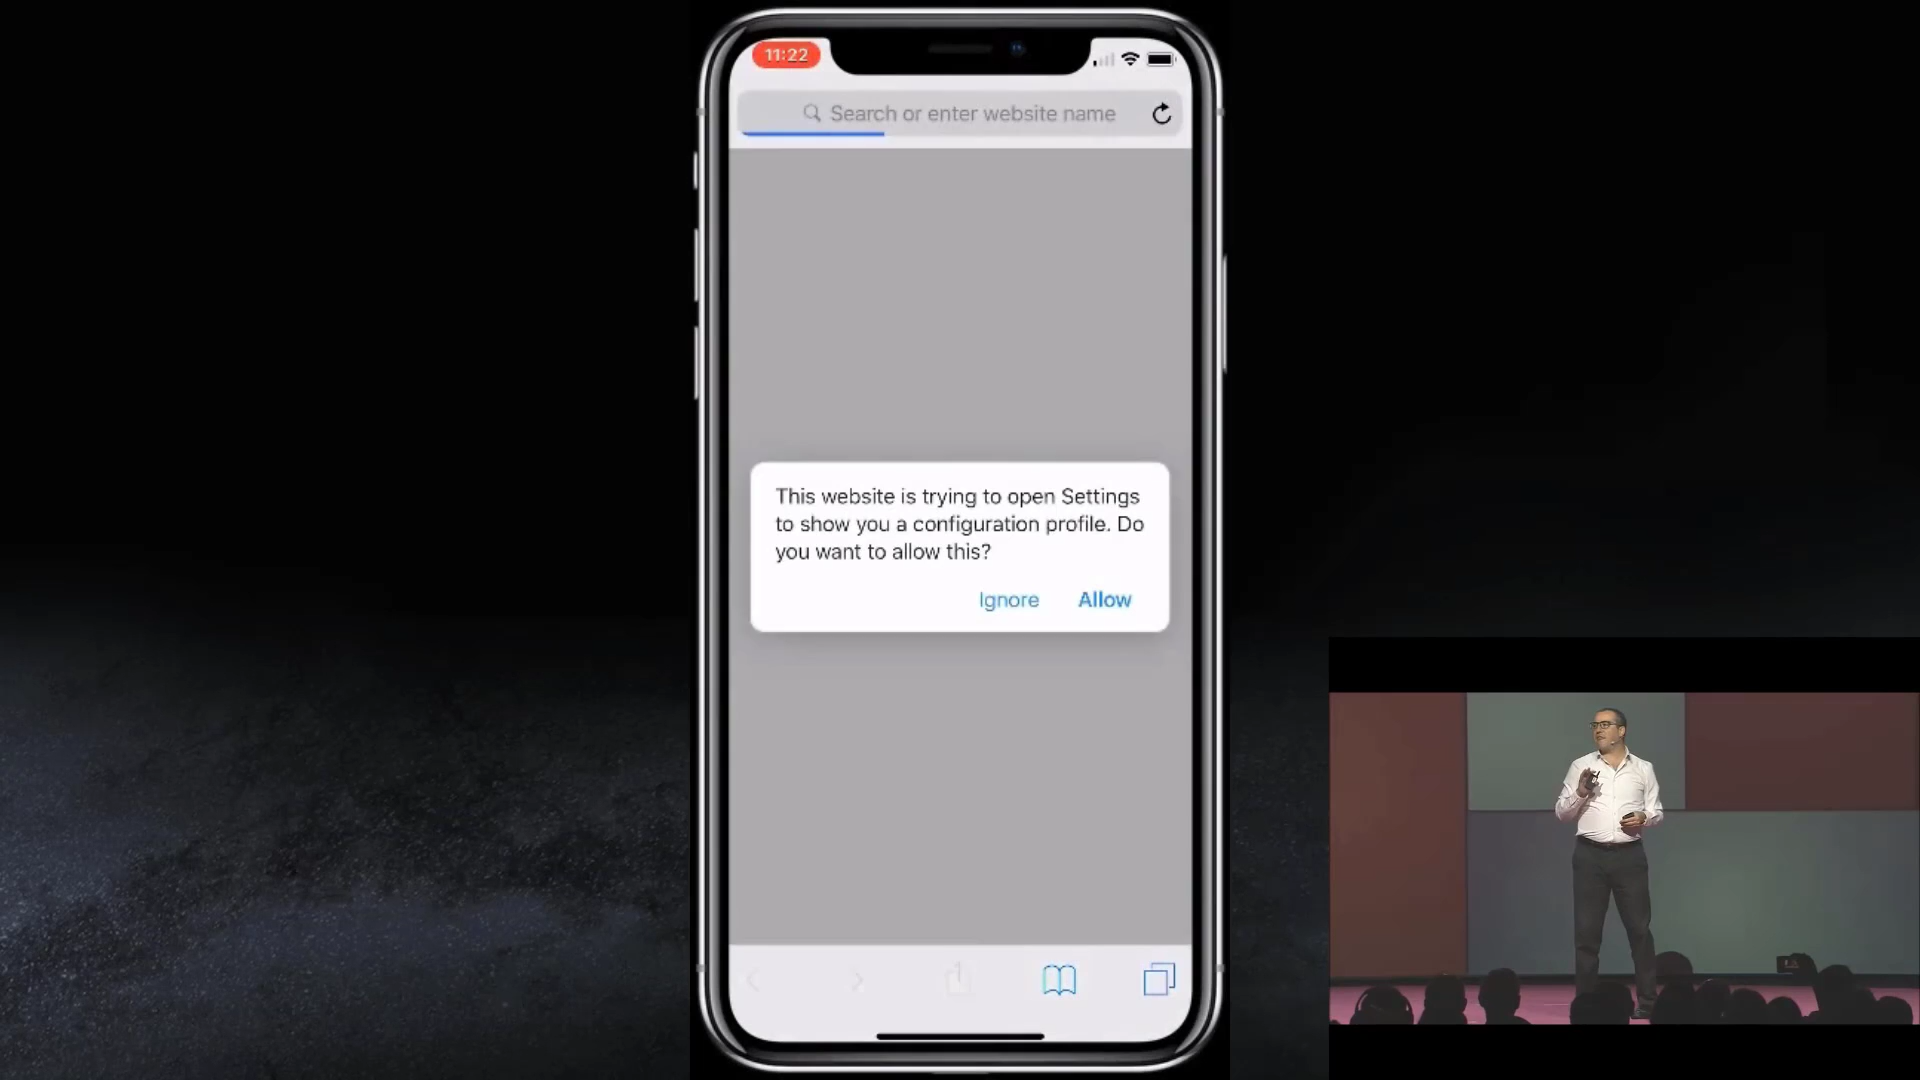 11:22
Search or enter website name
This website is trying to open Settings
to show you a configuration profile. Do
you want to allow this?
Ignore Allow